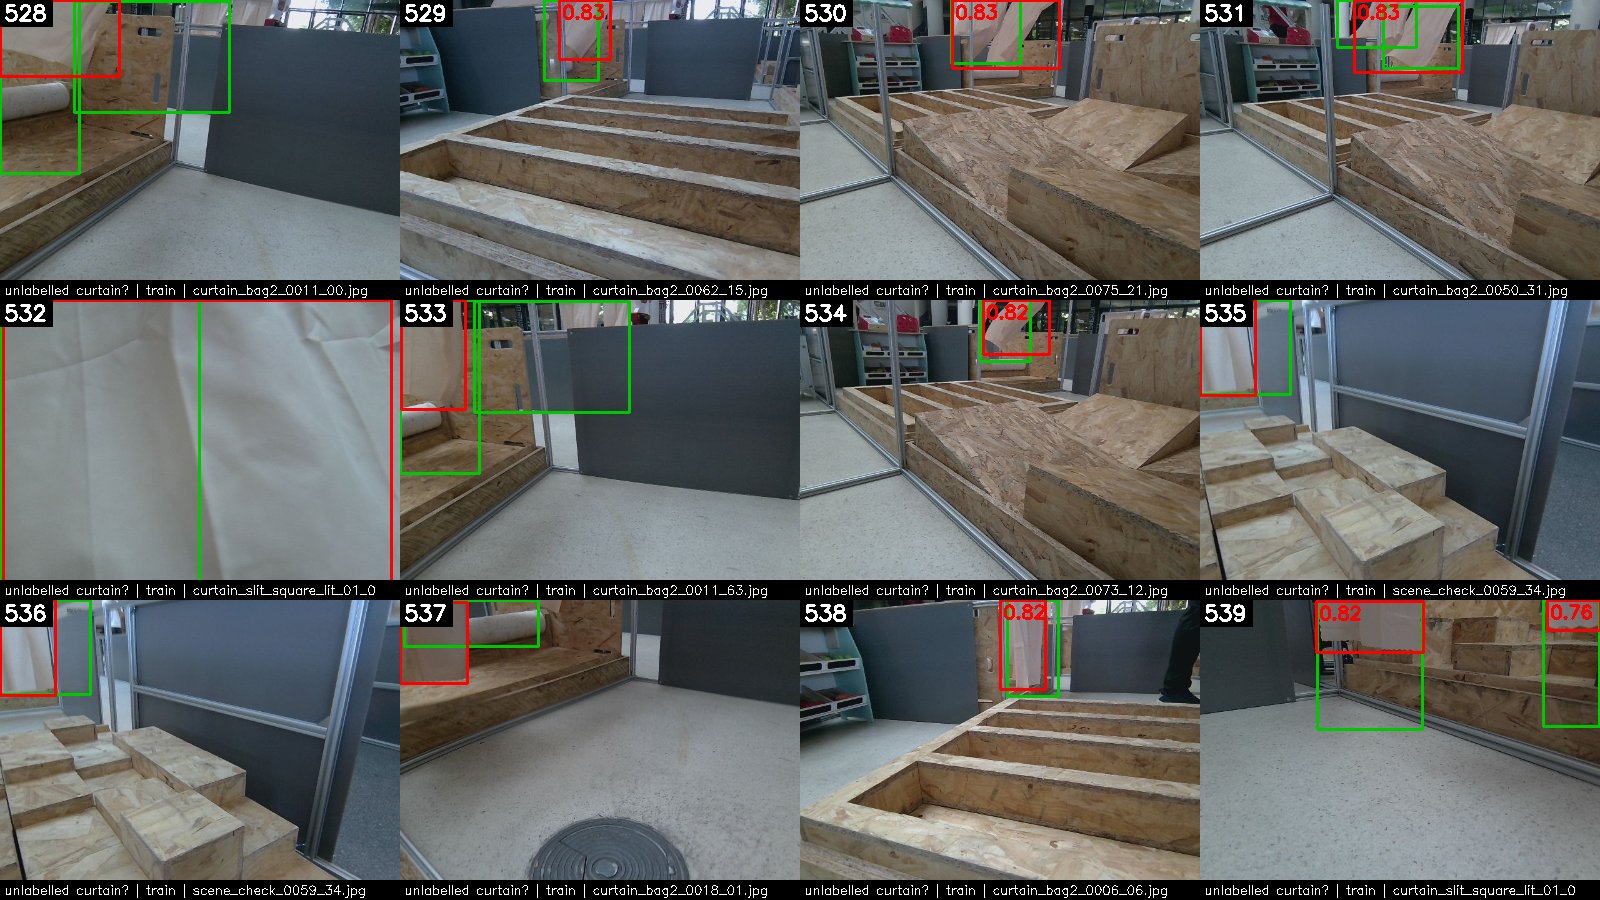 528
529
0.83
530
0.83
531
0.83
unlabelled curtain? | train | curtain_bag2_0011_00.jpg
unlabelled curtain? | train | curtain_bag2_0062_15.jpg
unlabelled curtain? | train | curtain_bag2_0075_21.jpg
unlabelled curtain? | train | curtain_bag2_0050_31.jpg
532
533
534
0.82
535
unlabelled curtain? | train | curtain_slit_square_lit_01_0
unlabelled curtain? | train | curtain_bag2_0011_63.jpg
unlabelled curtain? | train | curtain_bag2_0073_12.jpg
unlabelled curtain? | train | scene_check_0059_34.jpg
536
537
538
0.82
539
0.82
0.76
unlabelled curtain? | train | scene_check_0059_34.jpg
unlabelled curtain? | train | curtain_bag2_0018_01.jpg
unlabelled curtain? | train | curtain_bag2_0006_06.jpg
unlabelled curtain? | train | curtain_slit_square_lit_01_0